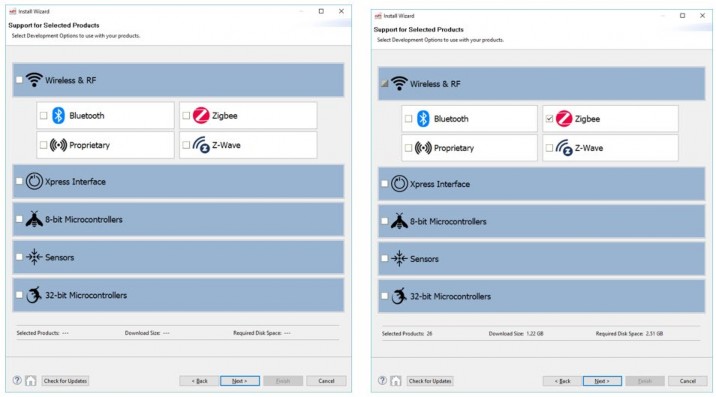 Install Wizard
Support for Selected Products
Select Development Options to use with your products.
Wireless & RF
Bluetooth
Zigbee
Proprietary
Z-Wave
Xpress Interface
8-bit Microcontrollers
Sensors
32-bit Microcontrollers
Selected Products: --- Download Size: --- Required Disk Space: ---
Check for Updates < Back Next > Finish Cancel
Install Wizard
Support for Selected Products
Select Development Options to use with your products.
Wireless & RF
Bluetooth
Zigbee
Proprietary
Z-Wave
Xpress Interface
8-bit Microcontrollers
Sensors
32-bit Microcontrollers
Selected Products: 26 Download Size: 1.22 GB Required Disk Space: 2.51 GB
Check for Updates < Back Next > Finish Cancel